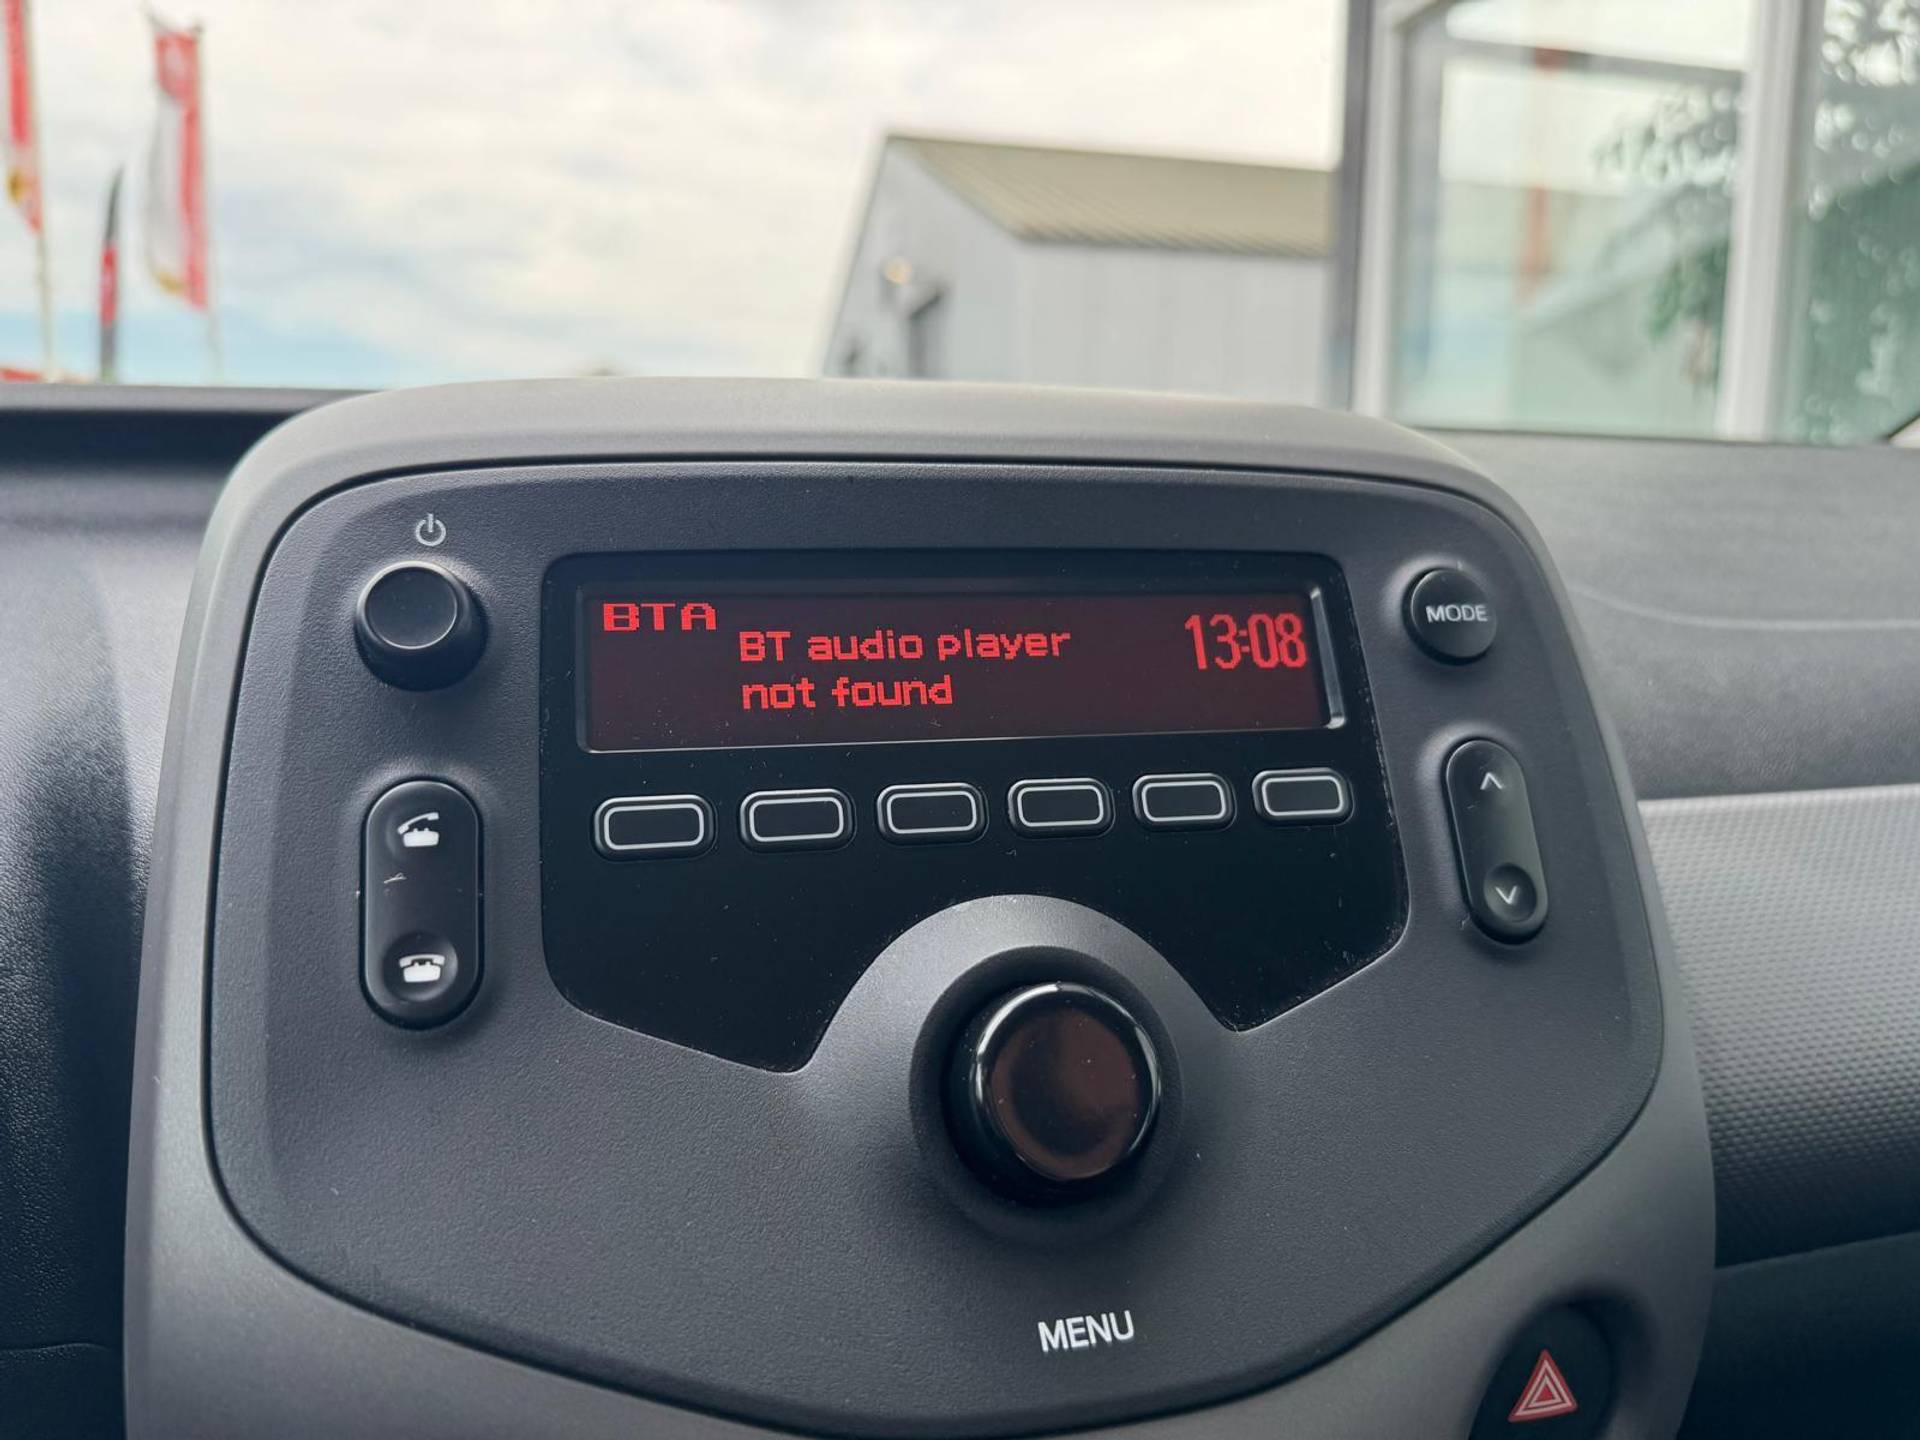 BTA
BT audio player
not found
13:08
MODE
MENU